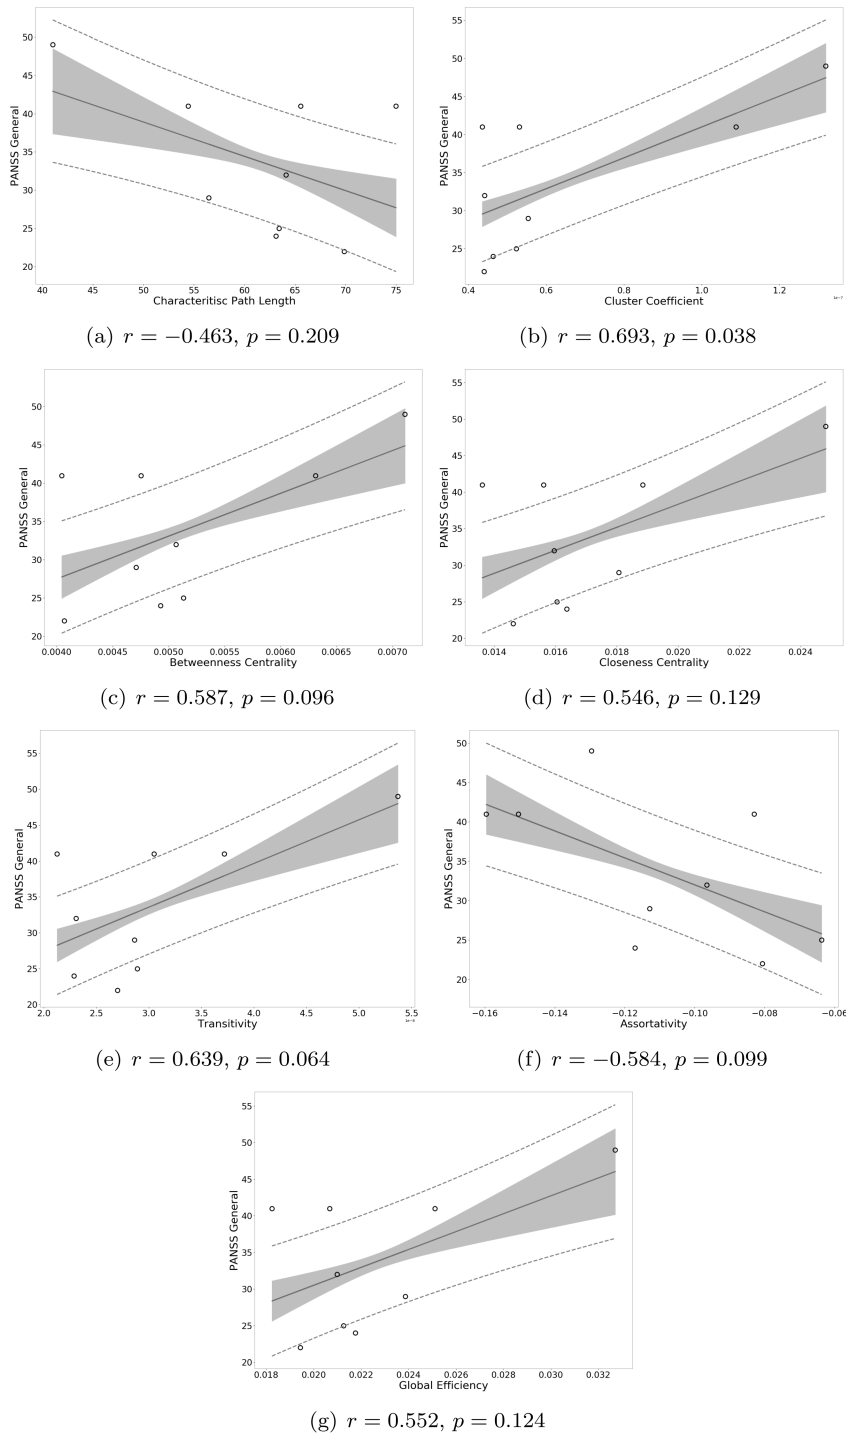 50
45
40
35
30
25
20
PANSS General
40 45 50 55 60 65 70 75
Characteritisc Path Length
55
50
45
40
35
30
25
PANSS General
0.4 0.6 0.8 1.0 1.2
Cluster Coefficient
(a) r = −0.463, p = 0.209
(b) r = 0.693, p = 0.038
50
45
40
35
30
25
20
PANSS General
0.0040 0.0045 0.0050 0.0055 0.0060 0.0065 0.0070
Betweenness Centrality
55
50
45
40
35
30
25
20
PANSS General
0.014 0.016 0.018 0.020 0.022 0.024
Closeness Centrality
(c) r = 0.587, p = 0.096
(d) r = 0.546, p = 0.129
55
50
45
40
35
30
25
20
PANSS General
2.0 2.5 3.0 3.5 4.0 4.5 5.0 5.5
Transitivity
50
45
40
35
30
25
20
PANSS General
−0.16 −0.14 −0.12 −0.10 −0.08 −0.06
Assortativity
(e) r = 0.639, p = 0.064
(f) r = −0.584, p = 0.099
55
50
45
40
35
30
25
20
PANSS General
0.018 0.020 0.022 0.024 0.026 0.028 0.030 0.032
Global Efficiency
(g) r = 0.552, p = 0.124